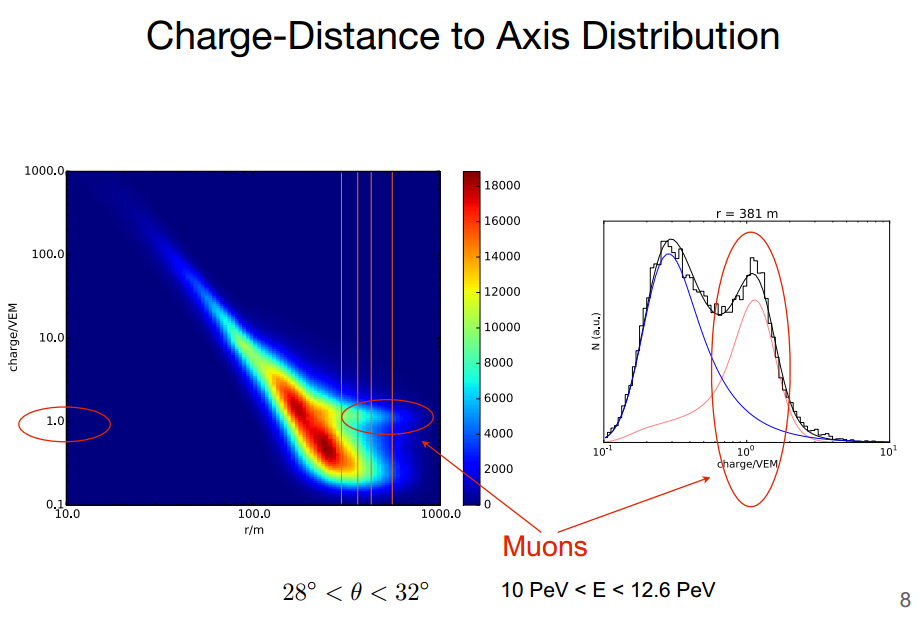 Charge-Distance to Axis Distribution
1000.0
100.0
10.0
1.0
0.1
charge/VEM
10.0
100.0
1000.0
r/m
18000
16000
14000
12000
10000
8000
6000
4000
2000
0
r = 381 m
N (a.u.)
10⁻¹
10⁰
10¹
charge/VEM
Muons
28° < θ < 32°
10 PeV < E < 12.6 PeV
8